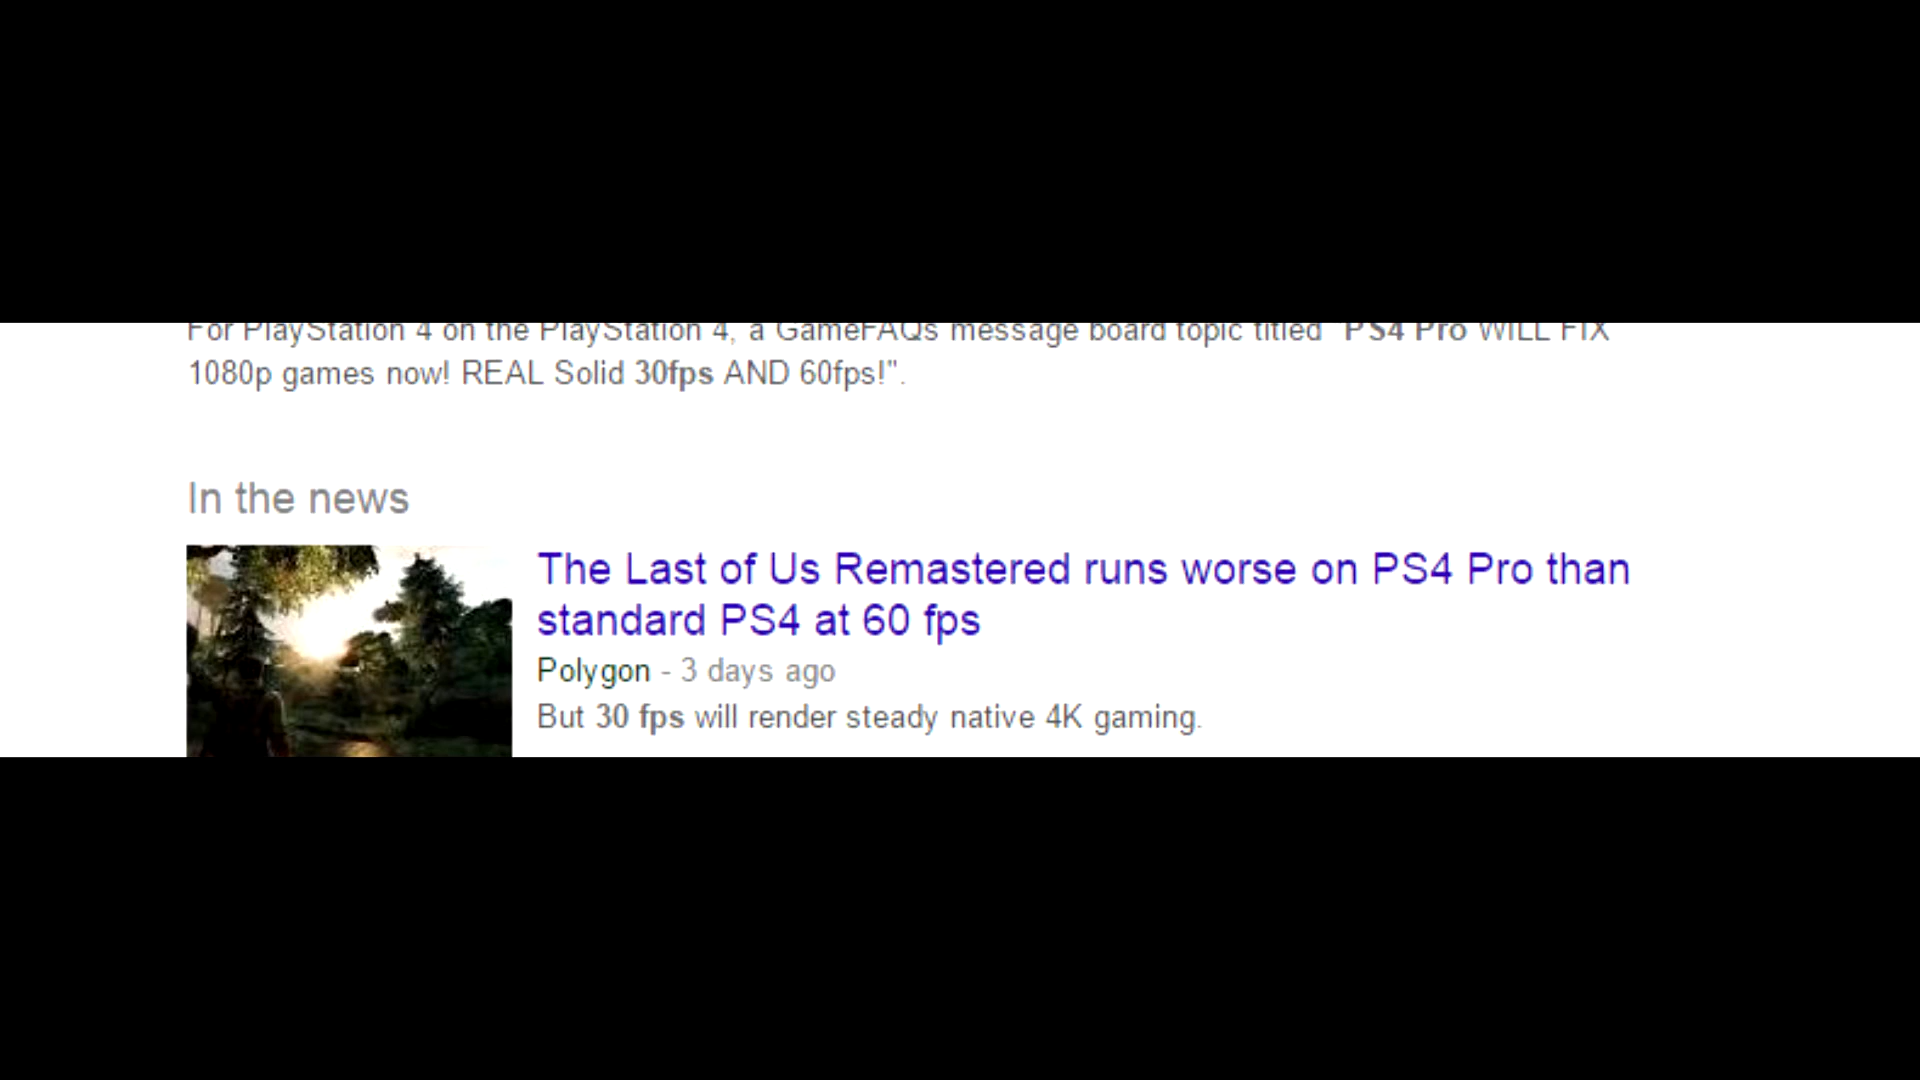 For PlayStation 4 on the PlayStation 4, a GameFAQs message board topic titled "PS4 Pro WILL FIX
1080p games now! REAL Solid 30fps AND 60fps!".
In the news
The Last of Us Remastered runs worse on PS4 Pro than
standard PS4 at 60 fps
Polygon - 3 days ago
But 30 fps will render steady native 4K gaming.